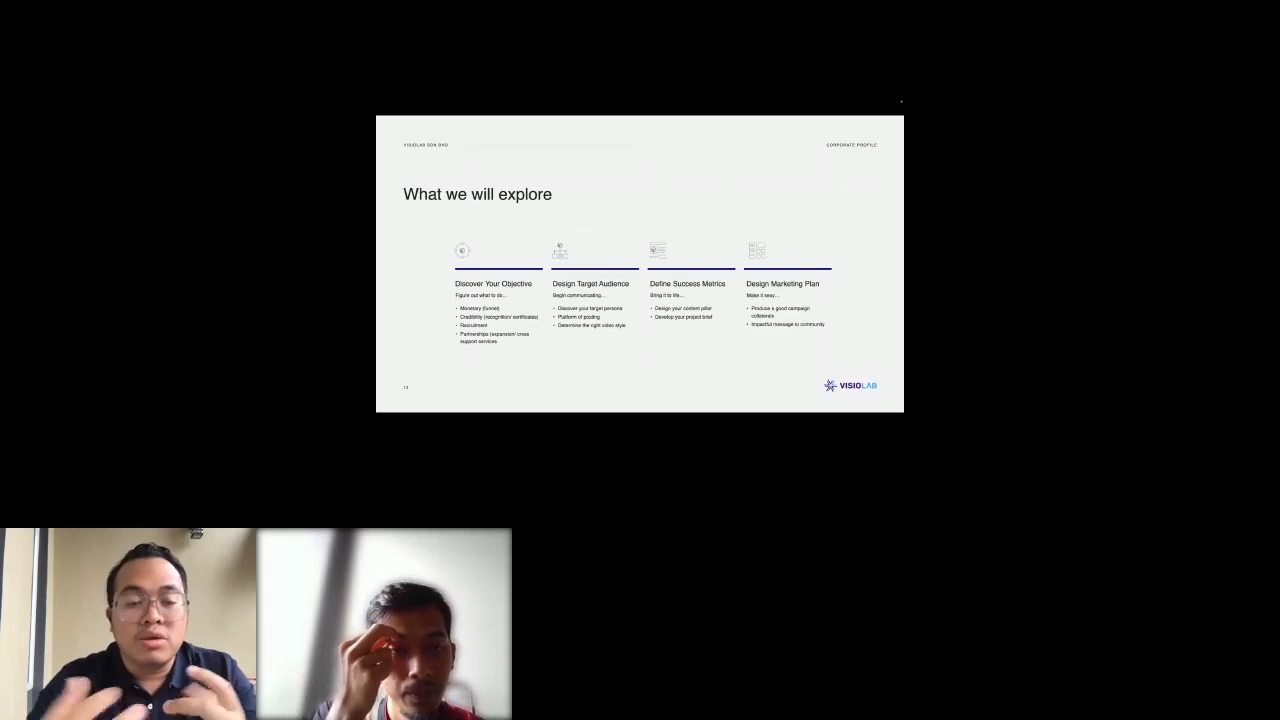 VISIOLAB SDN BHD
CORPORATE PROFILE
What we will explore
Discover Your Objective
Figure out what to do...
• Monetary (funnel)
• Credibility (recognition/ certificates)
• Recruitment
• Partnerships (expansion/ cross
support services
Design Target Audience
Begin communicating...
• Discover your target persona
• Platform of posting
• Determine the right video style
Define Success Metrics
Bring it to life...
• Design your content pillar
• Develop your project brief
Design Marketing Plan
Make it sexy...
• Produce a good campaign
collaterals
• Impactful message to community
VISIOLAB